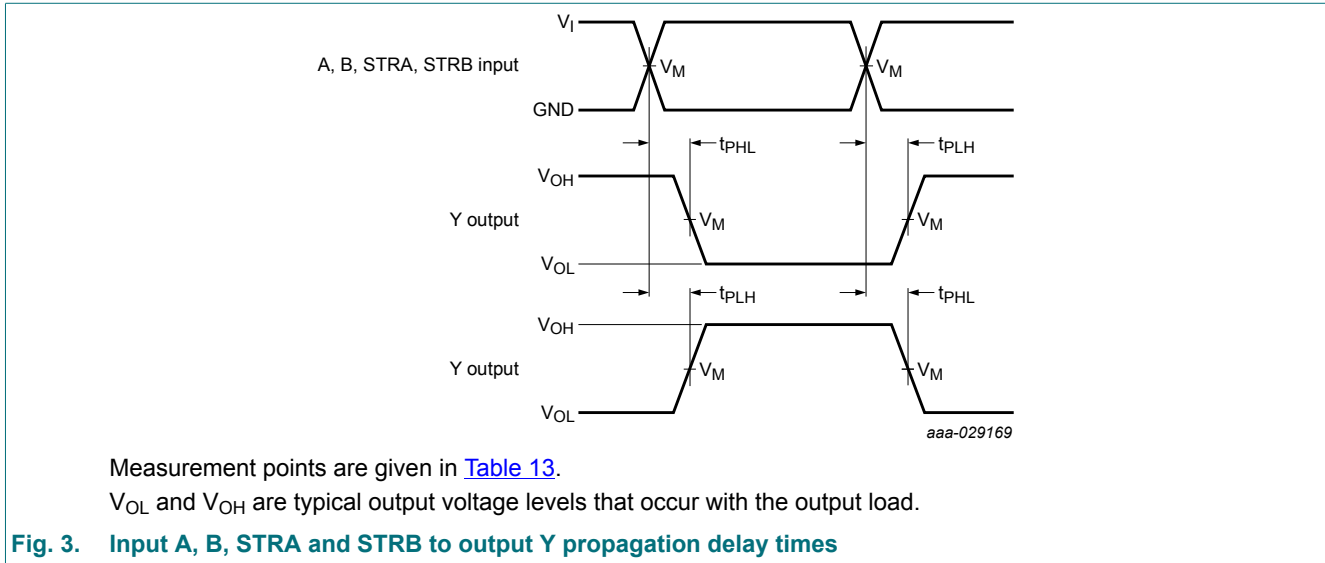 V_I
A, B, STRA, STRB input
V_M
V_M
GND
t_PHL
t_PLH
V_OH
Y output
V_M
V_M
V_OL
t_PLH
t_PHL
V_OH
Y output
V_M
V_M
V_OL
aaa-029169
Measurement points are given in Table 13.
V_OL and V_OH are typical output voltage levels that occur with the output load.
Fig. 3. Input A, B, STRA and STRB to output Y propagation delay times